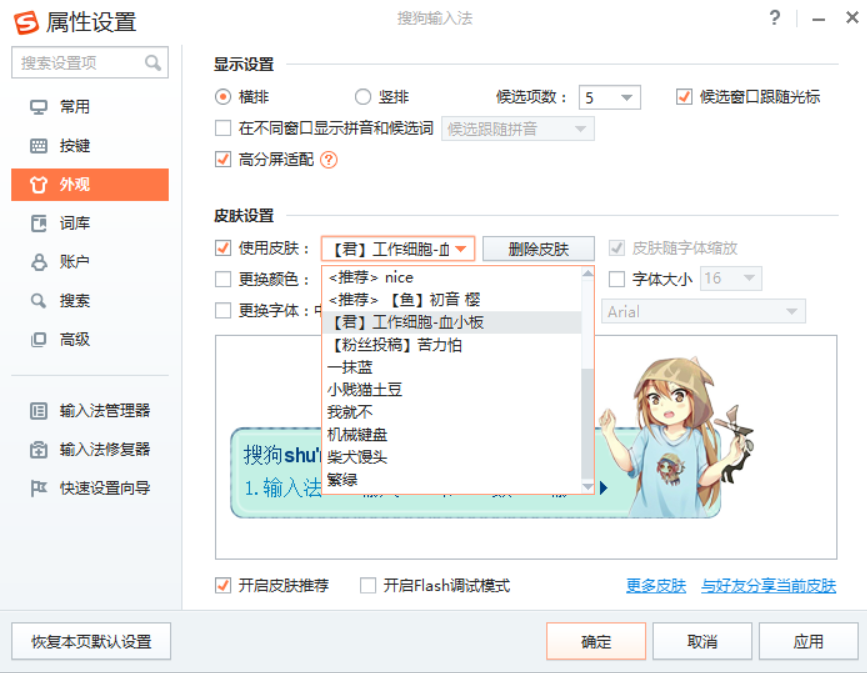 属性设置
搜狗输入法
搜索设置项
常用
按键
外观
词库
账户
搜索
高级
输入法管理器
输入法修复器
快速设置向导
显示设置
横排 竖排 候选项数： 5 候选窗口跟随光标
在不同窗口显示拼音和候选词 候选跟随拼音
高分屏适配 ?
皮肤设置
使用皮肤： 【君】工作细胞-血 删除皮肤 皮肤随字体缩放
更换颜色： 字体大小 16
更换字体： Arial
<推荐> nice
<推荐> 【鱼】初音 樱
【君】工作细胞-血小板
【粉丝投稿】苦力怕
一抹蓝
小贱猫土豆
我就不
机械键盘
柴犬馒头
繁绿
搜狗shu'r
1.输入法
开启皮肤推荐 开启Flash调试模式 更多皮肤 与好友分享当前皮肤
恢复本页默认设置 确定 取消 应用